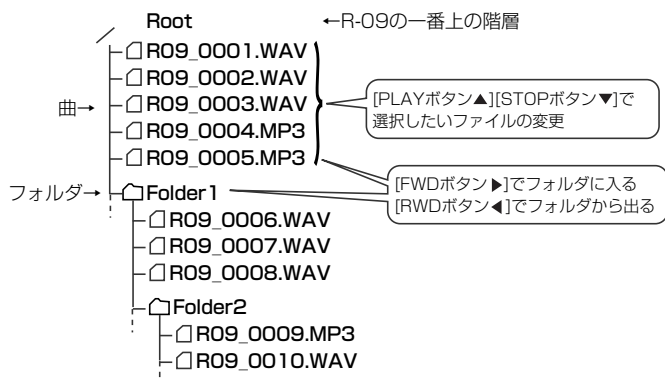 Root ←R-09の一番上の階層
R09_0001.WAV
R09_0002.WAV
曲→ R09_0003.WAV
R09_0004.MP3
R09_0005.MP3
[PLAYボタン▲][STOPボタン▼]で
選択したいファイルの変更
フォルダ→ Folder1
[FWDボタン▶]でフォルダに入る
[RWDボタン◀]でフォルダから出る
R09_0006.WAV
R09_0007.WAV
R09_0008.WAV
Folder2
R09_0009.MP3
R09_0010.WAV